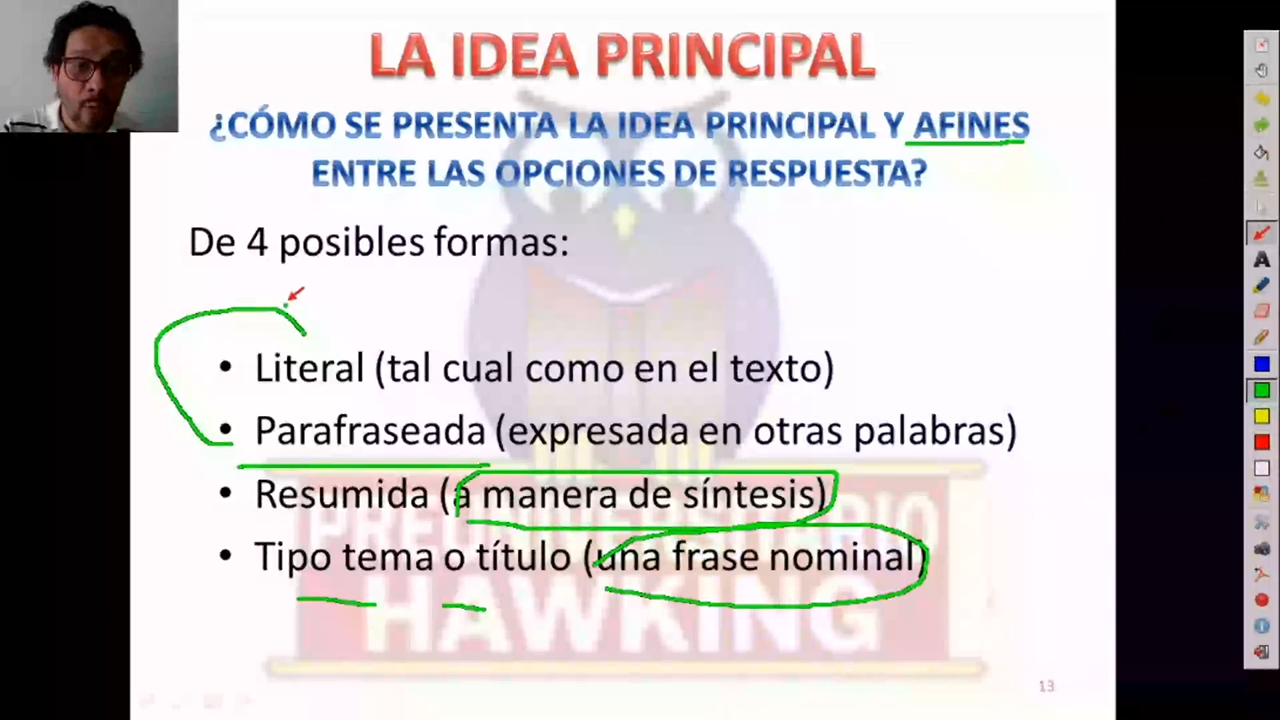 LA IDEA PRINCIPAL
¿CÓMO SE PRESENTA LA IDEA PRINCIPAL Y AFINES
ENTRE LAS OPCIONES DE RESPUESTA?
De 4 posibles formas:
• Literal (tal cual como en el texto)
• Parafraseada (expresada en otras palabras)
• Resumida (a manera de síntesis)
• Tipo tema o título (una frase nominal)
PREUNIVERSITARIO
HAWKING
13
A